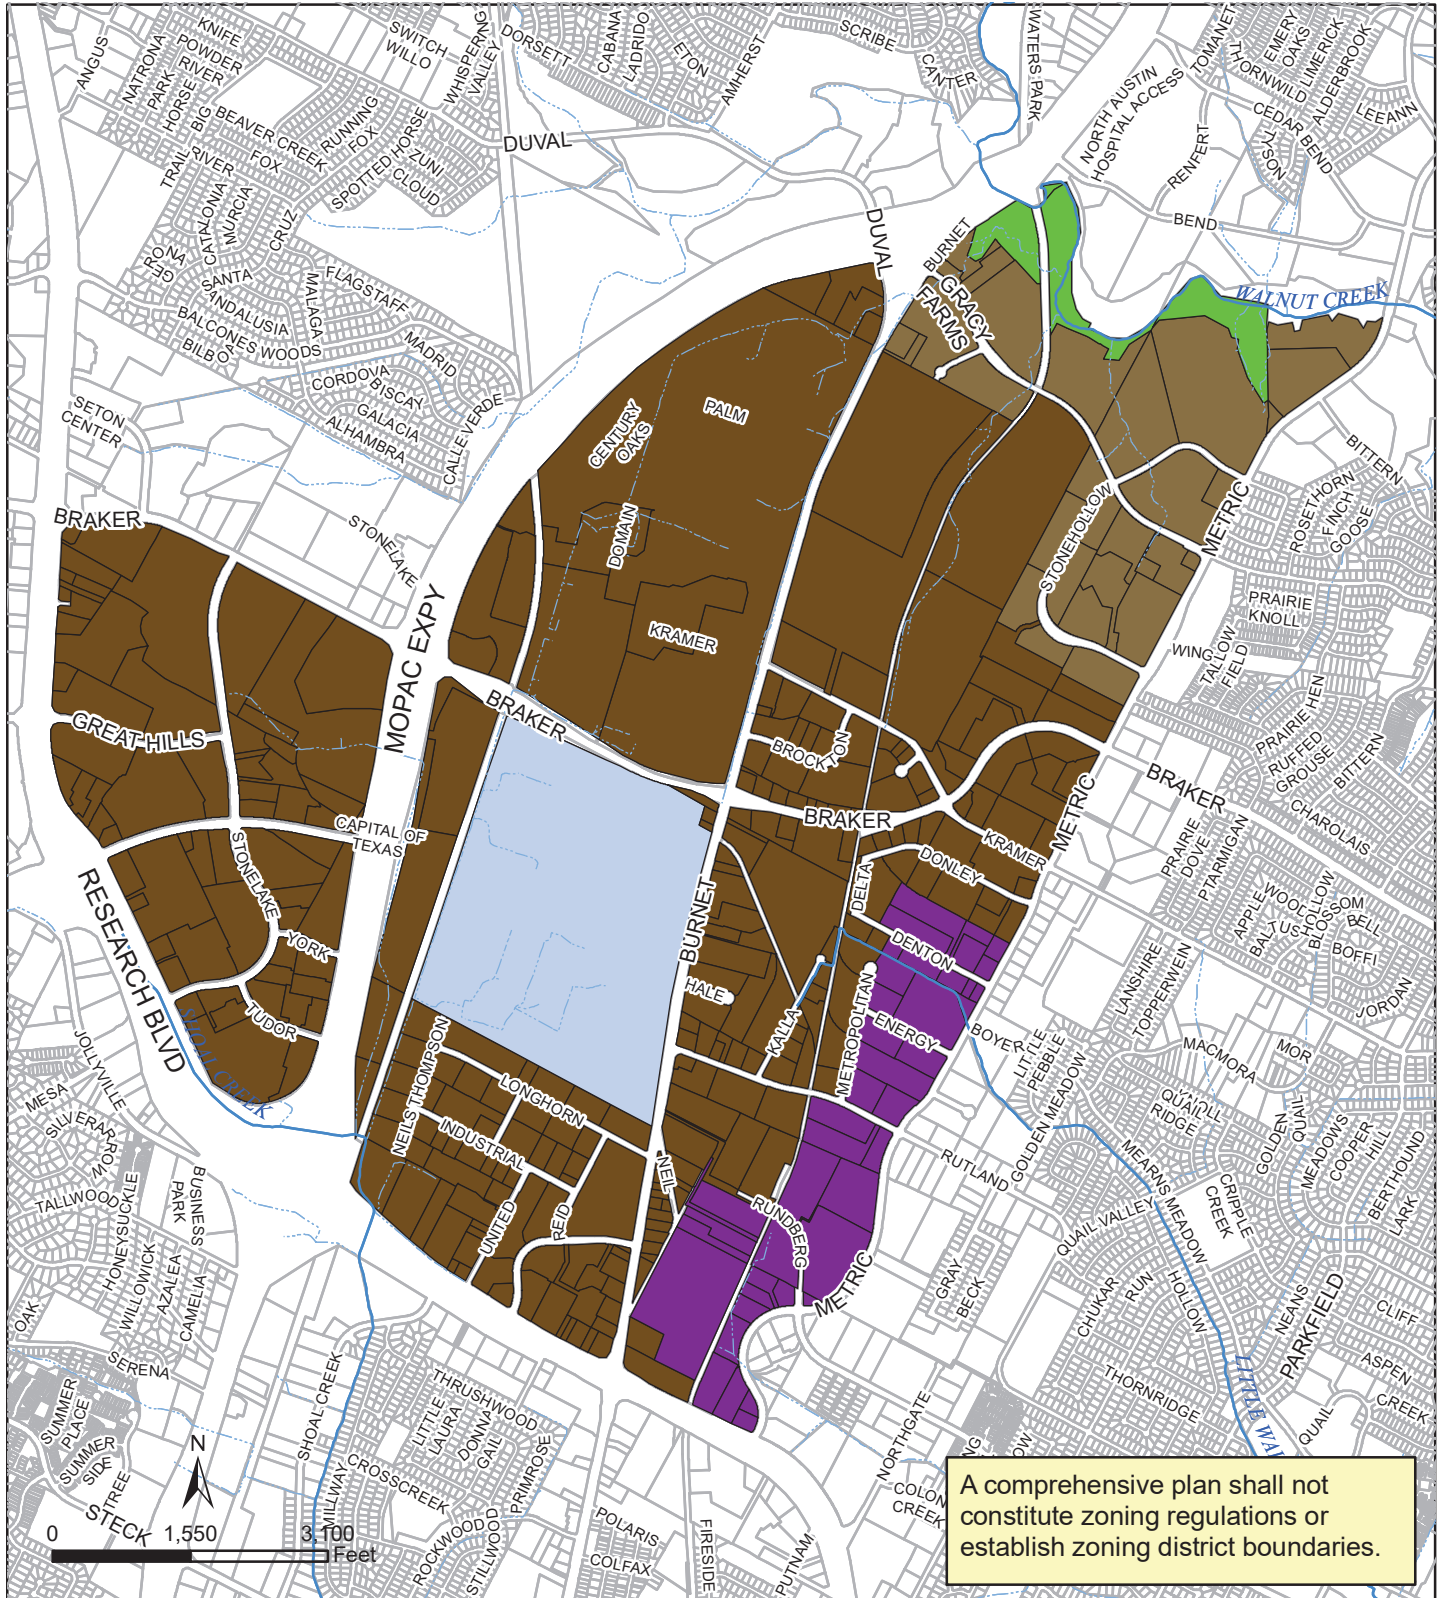 ANGUS
NATRONA
PARK
HORSE
KNIFE
POWDER
RIVER
BIG
BEAVER CREEK
FOX
RUNNING
FOX
SPOTTED HORSE
ZUNI
CLOUD
TRAIL
RIVER
SWITCH
WILLO
WHISPERING
VALLEY
DORSETT
CABANA
LADRIDO
ETON
AMHERST
SCRIBE
CANTER
WATERS PARK
NORTH AUSTIN
HOSPITAL ACCESS
TOMANET
THORNWILD
EMERY
OAKS
LIMERICK
ALDERBROOK
LEEANN
CEDAR BEND
TYSON
RENFERT
BEND
DUVAL
DUVAL
BURNET
GRACY
FARMS
WALNUT CREEK
CATALONIA
MURCIA
CRUZ
SANTA
ANDALUSIA
MALAGA
FLAGSTAFF
BALCONES WOODS
MADRID
CORDOVA
BISCAY
GALACIA
ALHAMBRA
CALLE VERDE
SETON
CENTER
BRAKER
STONELAKE
MOPAC EXPY
CENTURY
OAKS
PALM
DOMAIN
KRAMER
STONEHOLLOW
METRIC
BITTERN
ROSETHORN
FINCH
GOOSE
PRAIRIE
KNOLL
WING
TALLOW
FIELD
PRAIRIE HEN
RUFFED
GROUSE
BITTERN
CHAROLAIS
GREAT HILLS
BRAKER
BROCKTON
BRAKER
KRAMER
METRIC
BRAKER
CAPITAL OF
TEXAS
STONELAKE
YORK
TUDOR
RESEARCH BLVD
SHOAL CREEK
DELTA
DONLEY
DENTON
METROPOLITAN
ENERGY
BURNET
HALE
KALLA
PRAIRIE
DOVE
PTARMIGAN
APPLE
HOLLOW
BLOSSOM
BELL
BOFFI
JORDAN
LANSHIRE
TOPPERWEIN
BOYER
LITTLE
PEBBLE
GOLDEN MEADOW
MACMORA
MOR
QUAIL
RIDGE
GOLDEN
QUAIL
MEADOWS
COOPER
HILL
BERTHOUND
LARK
JOLLYVILLE
MESA
SILVER ARROW
TALLWOOD
HONEYSUCKLE
WILLOWICK
AZALEA
CAMELIA
BUSINESS
PARK
OAK
SERENA
NEILS THOMPSON
LONGHORN
INDUSTRIAL
UNITED
REID
NEIL
RUNDBERG
METRIC
RUTLAND
MEARNS MEADOW
QUAIL VALLEY
CRIPPLE
CREEK
GRAY
BECK
CHUKAR
RUN
HOLLOW
NEANS
PARKFIELD
CLIFF
ASPEN
CREEK
THORNRIDGE
QUAIL
SUMMER
PLACE
SUMMER
SIDE
STECK
SHOAL CREEK
MILLWAY
CROSSCREEK
ROCKWOOD
STILLWOOD
PRIMROSE
THRUSHWOOD
LITTLE
LAURA
DONNA
GAIL
POLARIS
COLFAX
FIRESIDE
PUTNAM
NORTHGATE
N
0 1,550 3,100
Feet
A comprehensive plan shall not
constitute zoning regulations or
establish zoning district boundaries.